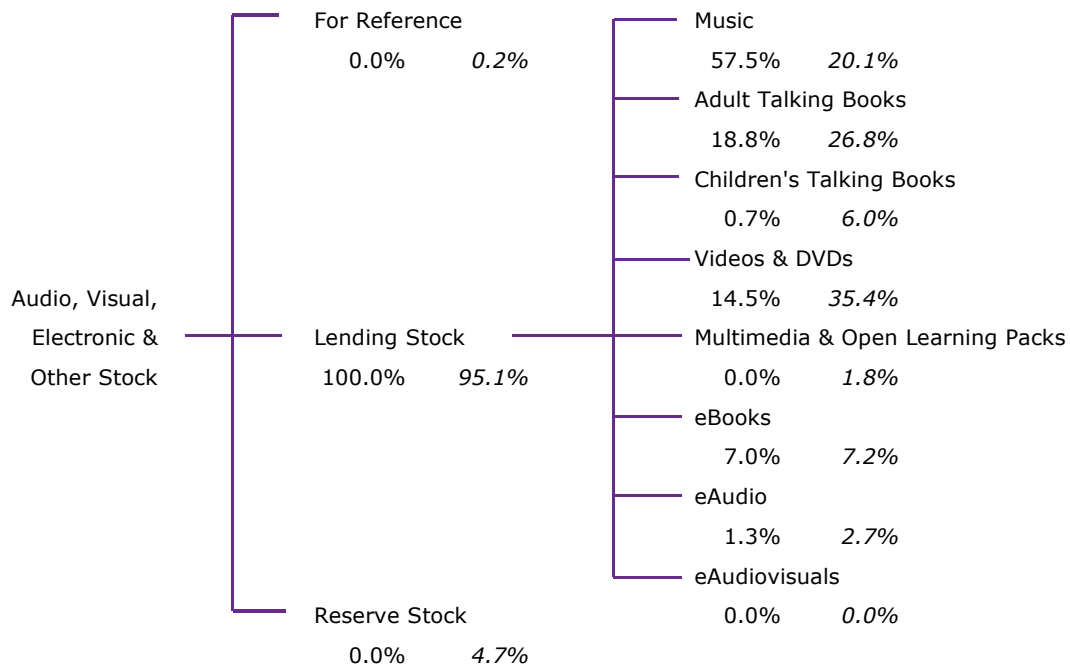 For Reference
0.0% 0.2%
Audio, Visual,
Electronic &
Other Stock
Lending Stock
100.0% 95.1%
Reserve Stock
0.0% 4.7%
Music
57.5% 20.1%
Adult Talking Books
18.8% 26.8%
Children's Talking Books
0.7% 6.0%
Videos & DVDs
14.5% 35.4%
Multimedia & Open Learning Packs
0.0% 1.8%
eBooks
7.0% 7.2%
eAudio
1.3% 2.7%
eAudiovisuals
0.0% 0.0%